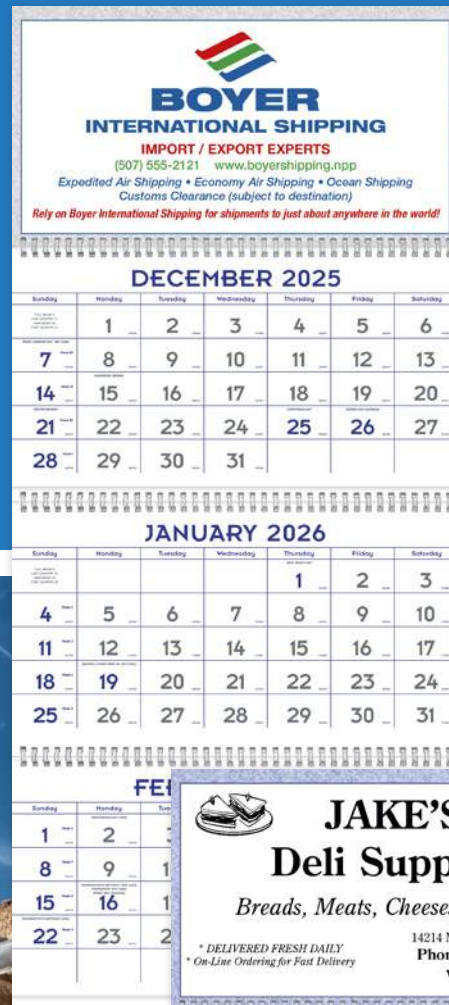 BOYER
INTERNATIONAL SHIPPING
IMPORT / EXPORT EXPERTS
(507) 555-2121 www.boyershipping.npp
Expedited Air Shipping • Economy Air Shipping • Ocean Shipping
Customs Clearance (subject to destination)
Rely on Boyer International Shipping for shipments to just about anywhere in the world!
DECEMBER 2025
Sunday Monday Tuesday Wednesday Thursday Friday Saturday
1 2 3 4 5 6
7 8 9 10 11 12 13
14 15 16 17 18 19 20
21 22 23 24 25 26 27
28 29 30 31
JANUARY 2026
Sunday Monday Tuesday Wednesday Thursday Friday Saturday
1 2 3
4 5 6 7 8 9 10
11 12 13 14 15 16 17
18 19 20 21 22 23 24
25 26 27 28 29 30 31
FE
Sunday Monday Tue
1 2
8 9 1
15 16 1
22 23 2
JAKE'S
Deli Supp
Breads, Meats, Cheese
14214
* DELIVERED FRESH DAILY
Phon
* On-Line Ordering for Fast Delivery